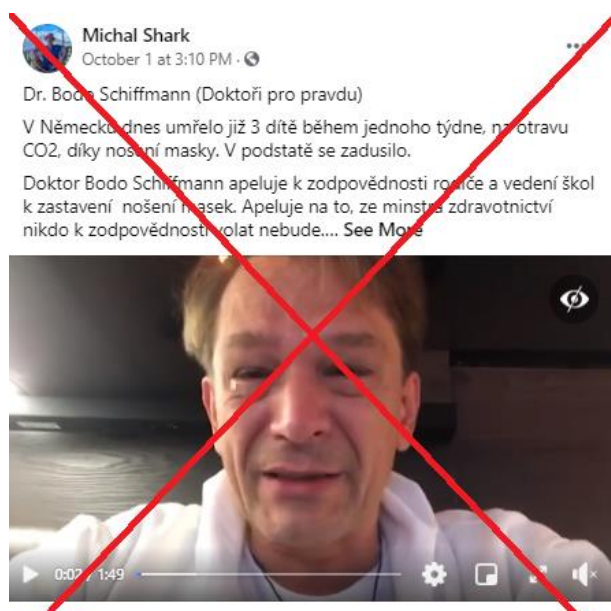 Michal Shark
October 1 at 3:10 PM ·
Dr. Bodo Schiffmann (Doktoři pro pravdu)
V Německu dnes umřelo již 3 dítě během jednoho týdne, na otravu
CO2, díky nošení masky. V podstatě se zadusilo.
Doktor Bodo Schiffmann apeluje k zodpovědnosti rodiče a vedení škol
k zastavení nošení masek. Apeluje na to, ze minstra zdravotnictví
nikdo k zodpovědnosti volat nebude.... See More
0:02 / 1:49